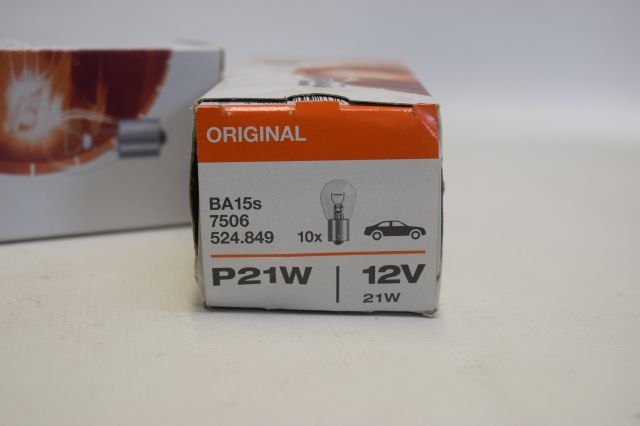 ORIGINAL
BA15s
7506
524.849
10x
P21W
12V
21W